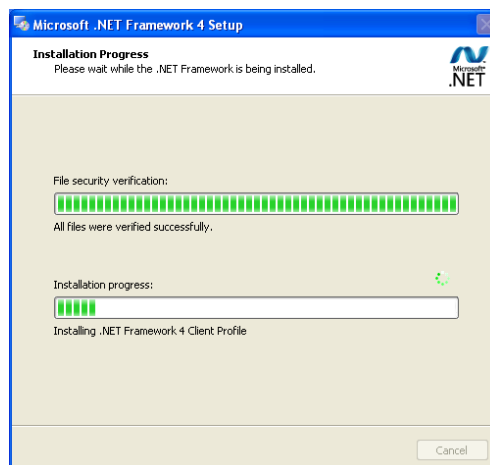 Microsoft .NET Framework 4 Setup
Installation Progress
Please wait while the .NET Framework is being installed.
Microsoft
.NET
File security verification:
All files were verified successfully.
Installation progress:
Installing .NET Framework 4 Client Profile
Cancel